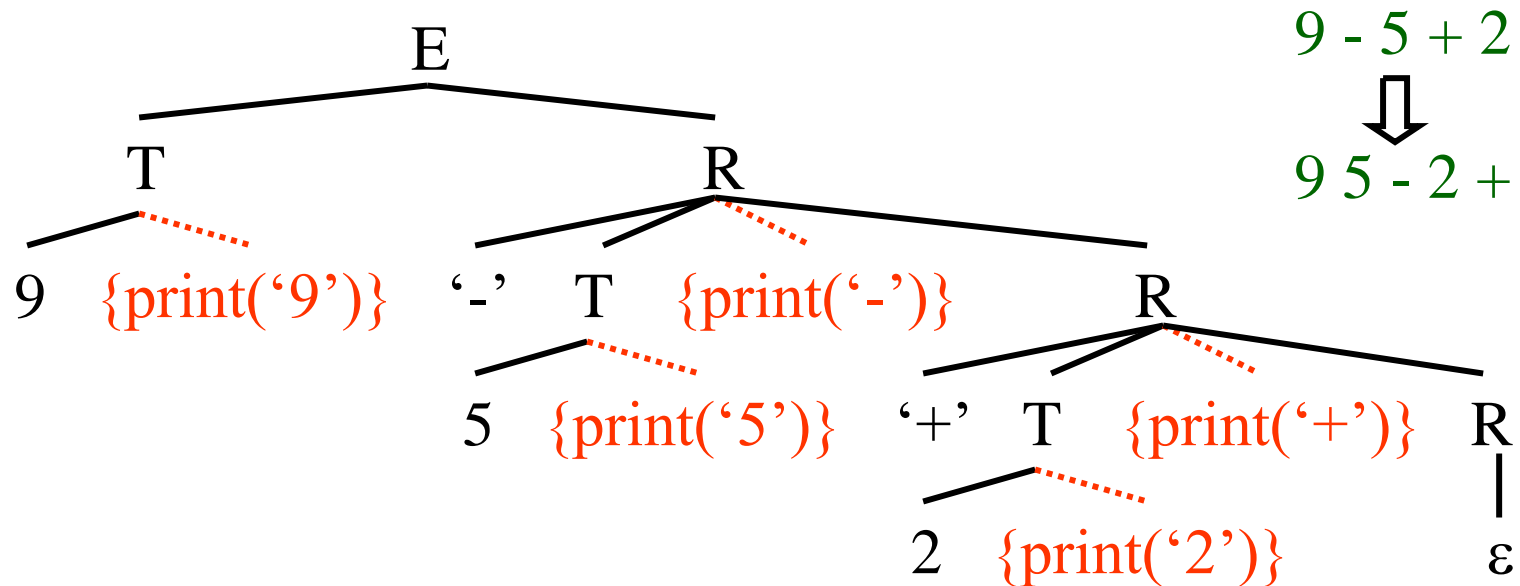 E
9 - 5 + 2
T R
9 5 - 2 +
9 {print(‘9’)} ‘-’ T {print(‘-’)} R
5 {print(‘5’)} ‘+’ T {print(‘+’)} R
2 {print(‘2’)} ε